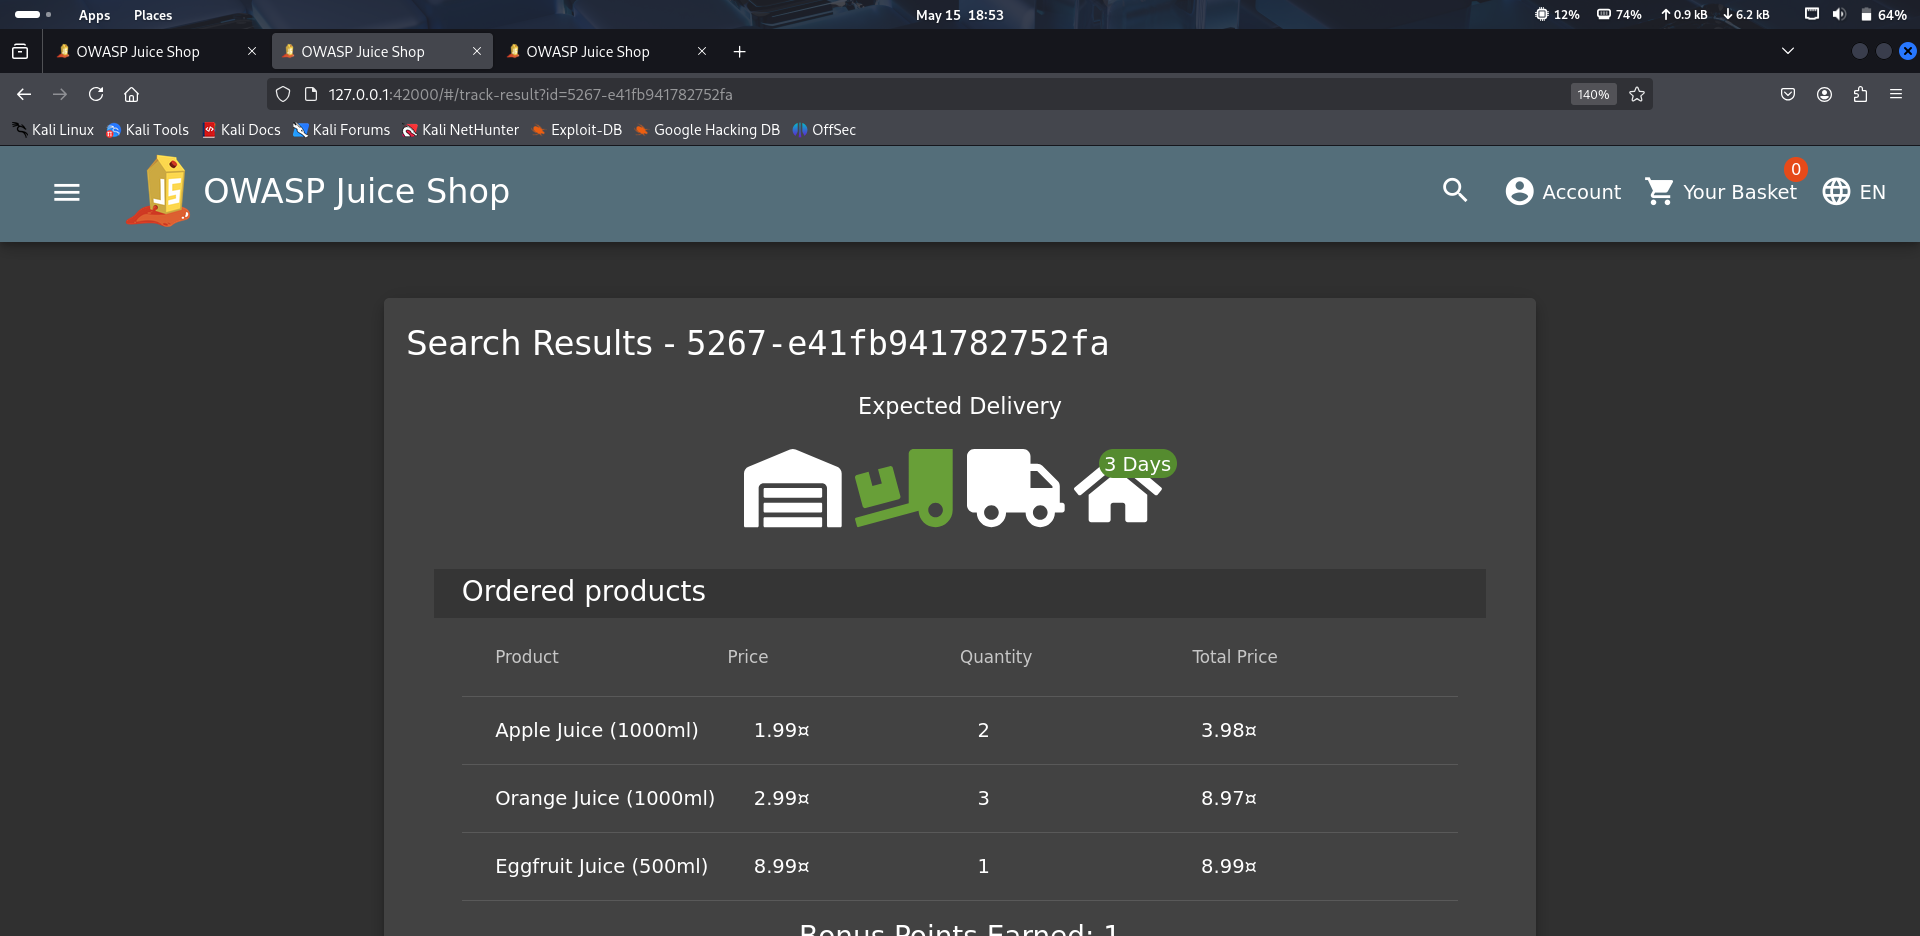 Apps Places May 15 18:53 12% 74% 0.9 kB 6.2 kB 64%
OWASP Juice Shop OWASP Juice Shop OWASP Juice Shop
127.0.0.1:42000/#/track-result?id=5267-e41fb941782752fa 140%
Kali Linux Kali Tools Kali Docs Kali Forums Kali NetHunter Exploit-DB Google Hacking DB OffSec
OWASP Juice Shop Account Your Basket 0 EN
Search Results - 5267-e41fb941782752fa
Expected Delivery
3 Days
Ordered products
Product Price Quantity Total Price
Apple Juice (1000ml) 1.99¤ 2 3.98¤
Orange Juice (1000ml) 2.99¤ 3 8.97¤
Eggfruit Juice (500ml) 8.99¤ 1 8.99¤
Bonus Points Earned: 1